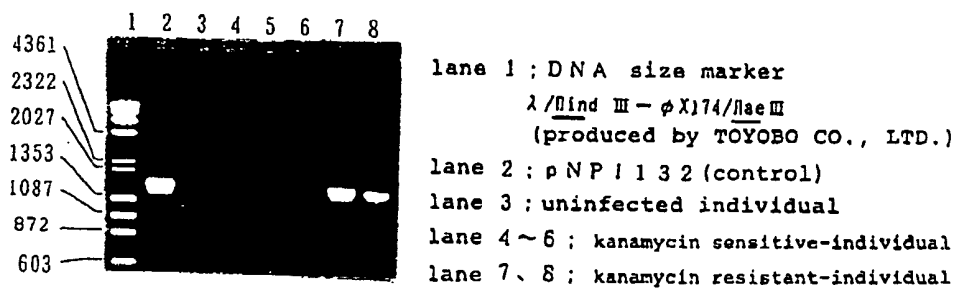 1 2 3 4 5 6 7 8
4361
2322
2027
1353
1087
872
603
lane 1 ; DNA size marker
λ/Hind III - φX174/Hae III
(produced by TOYOBO CO., LTD.)
lane 2 ; pNP1132 (control)
lane 3 ; uninfected individual
lane 4~6 ; kanamycin sensitive-individual
lane 7、8 ; kanamycin resistant-individual